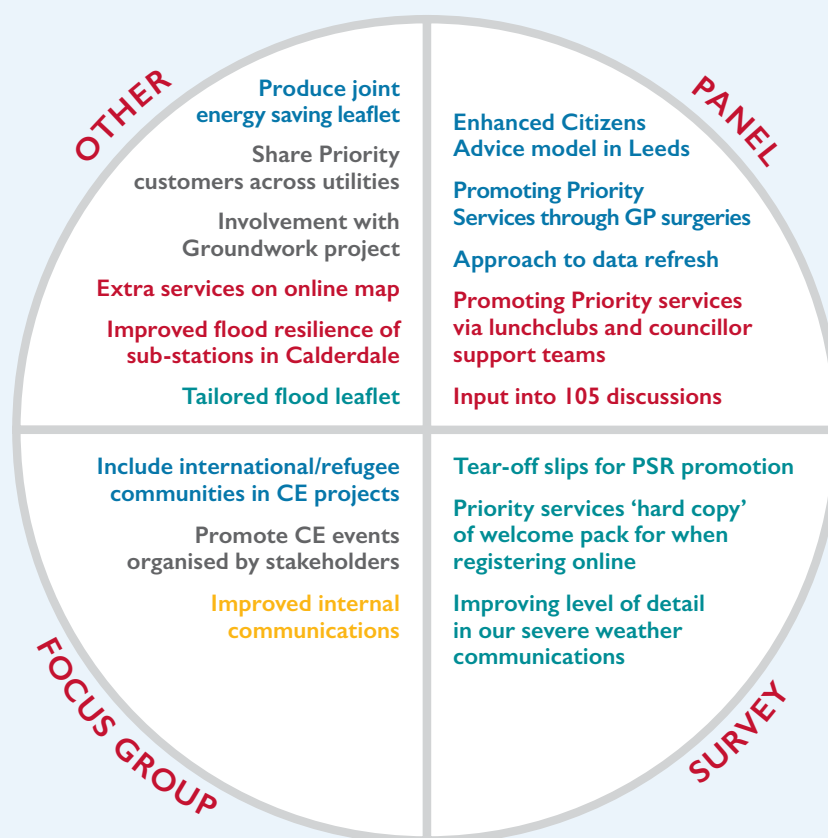 OTHER
Produce joint
energy saving leaflet
Share Priority
customers across utilities
Involvement with
Groundwork project
Extra services on online map
Improved flood resilience of
sub-stations in Calderdale
Tailored flood leaflet
PANEL
Enhanced Citizens
Advice model in Leeds
Promoting Priority
Services through GP surgeries
Approach to data refresh
Promoting Priority services
via lunchclubs and councillor
support teams
Input into 105 discussions
FOCUS GROUP
Include international/refugee
communities in CE projects
Promote CE events
organised by stakeholders
Improved internal
communications
SURVEY
Tear-off slips for PSR promotion
Priority services ‘hard copy’
of welcome pack for when
registering online
Improving level of detail
in our severe weather
communications